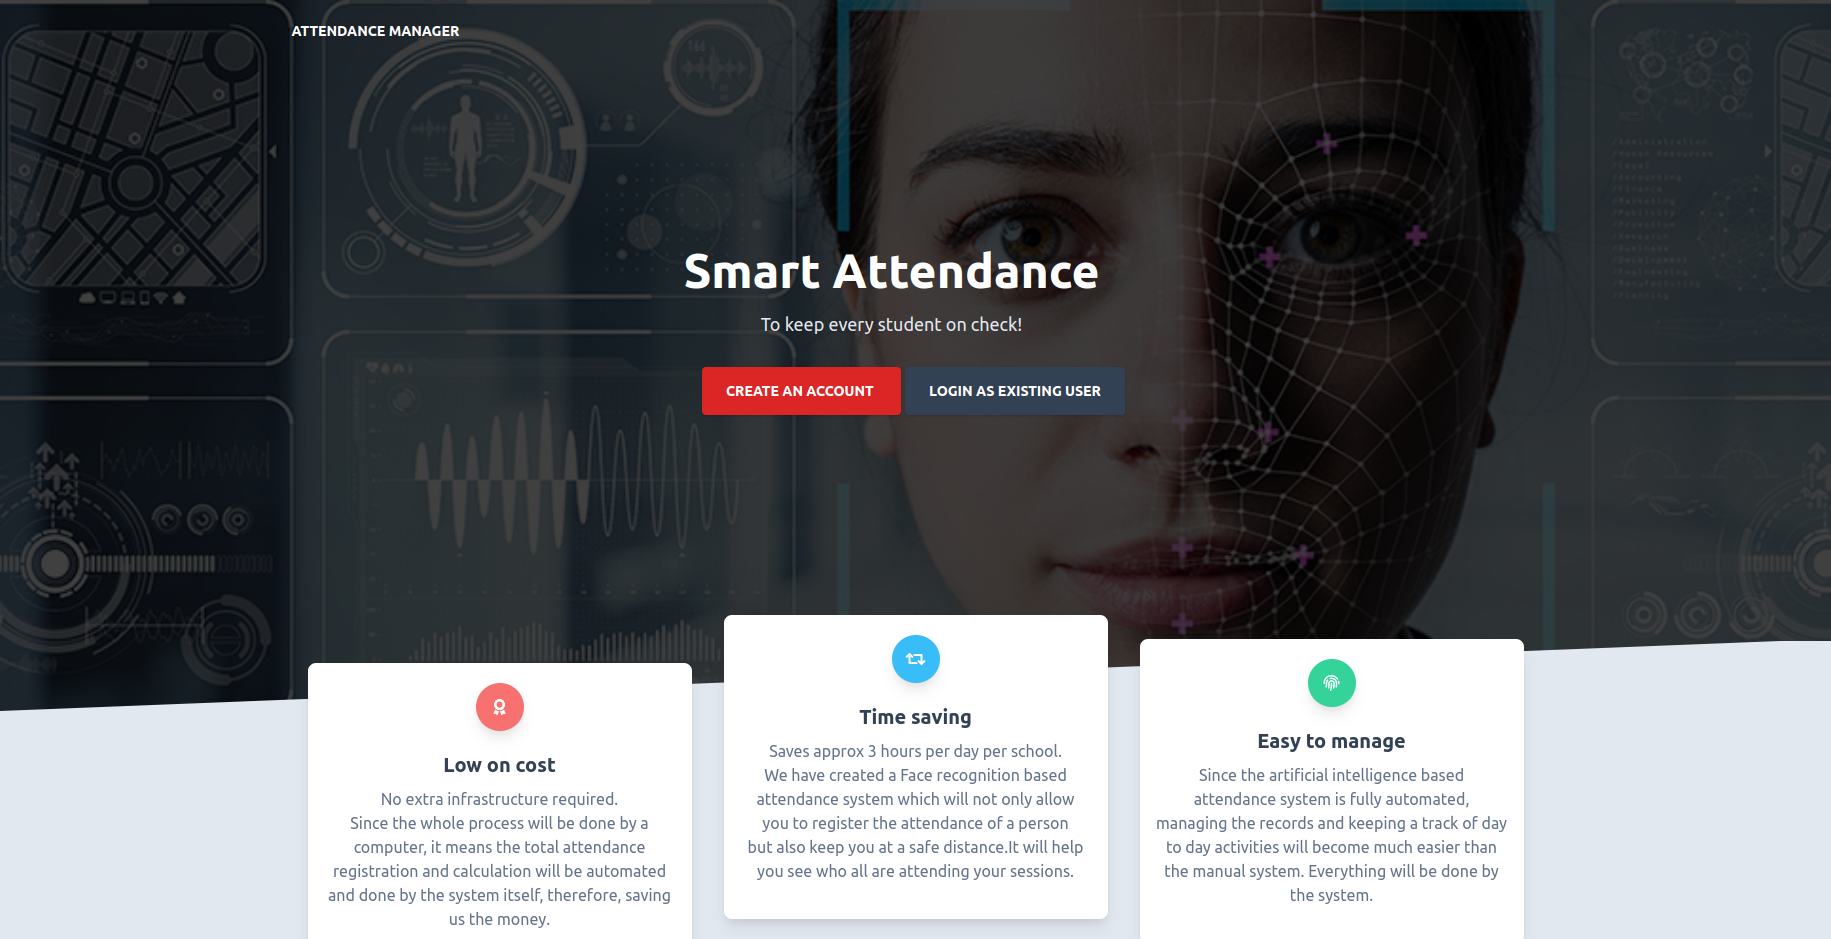 ATTENDANCE MANAGER
Smart Attendance
To keep every student on check!
CREATE AN ACCOUNT
LOGIN AS EXISTING USER
Low on cost
No extra infrastructure required.
Since the whole process will be done by a
computer, it means the total attendance
registration and calculation will be automated
and done by the system itself, therefore, saving
us the money.
Time saving
Saves approx 3 hours per day per school.
We have created a Face recognition based
attendance system which will not only allow
you to register the attendance of a person
but also keep you at a safe distance.It will help
you see who all are attending your sessions.
Easy to manage
Since the artificial intelligence based
attendance system is fully automated,
managing the records and keeping a track of day
to day activities will become much easier than
the manual system. Everything will be done by
the system.